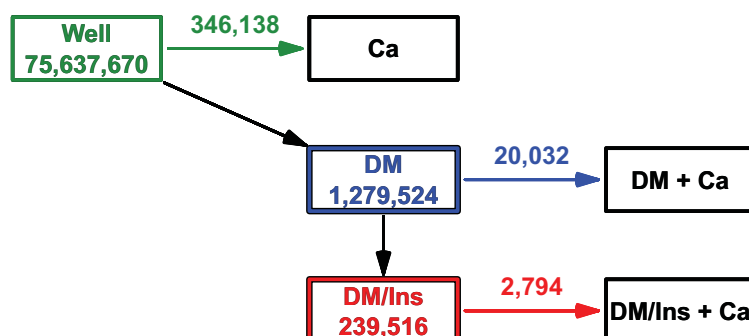 Well
75,637,670
346,138
Ca
DM
1,279,524
20,032
DM + Ca
DM/Ins
239,516
2,794
DM/Ins + Ca